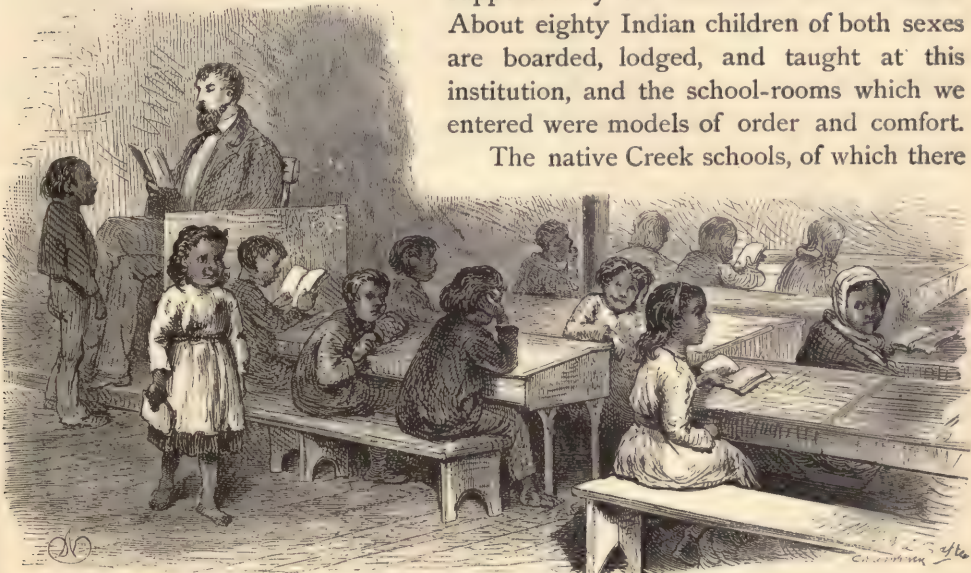 About eighty Indian children of both sexes
are boarded, lodged, and taught at this
institution, and the school-rooms which we
entered were models of order and comfort.
The native Creek schools, of which there